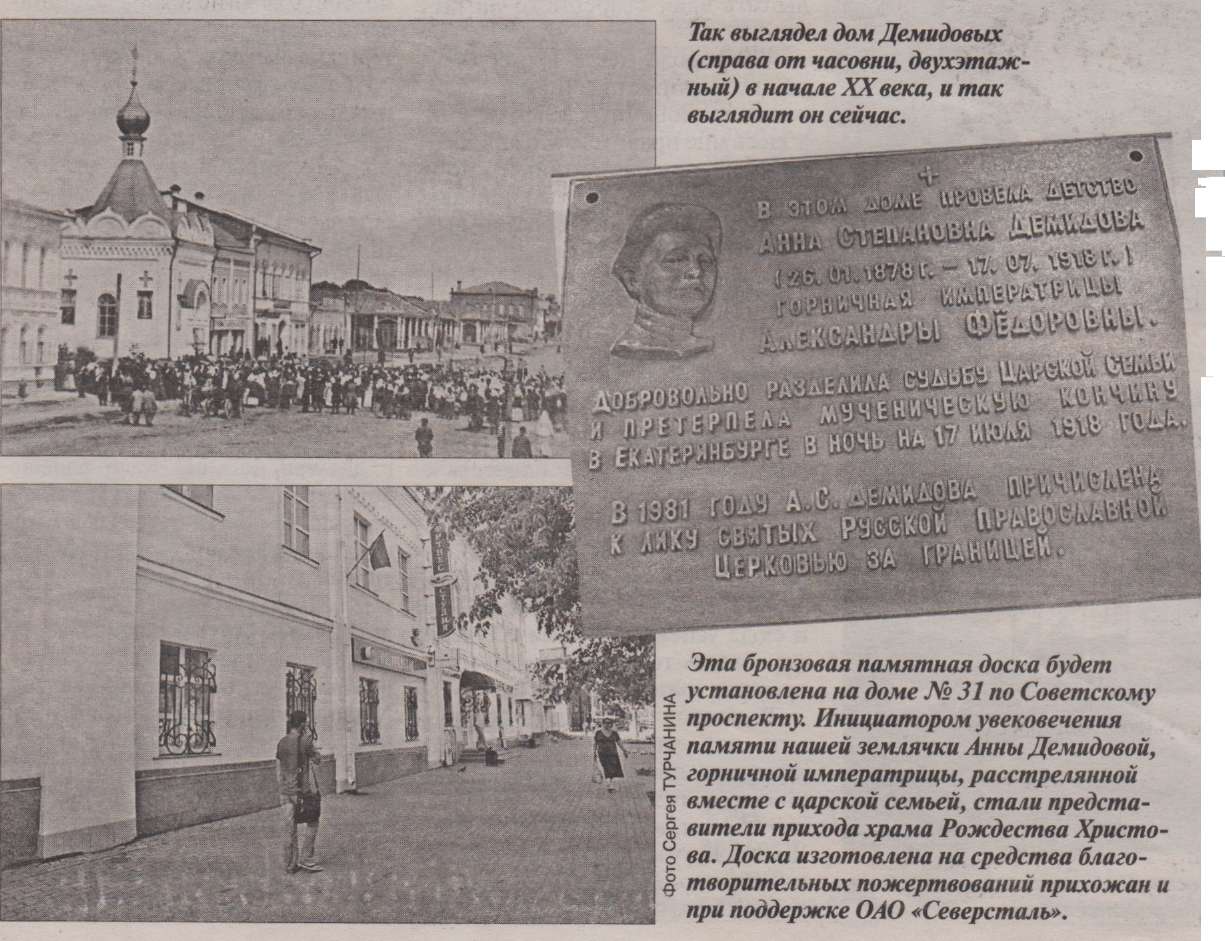 Так выглядел дом Демидовых
(справа от часовни, двухэтаж-
ный) в начале XX века, и так
выглядит он сейчас.
В ЭТОМ ДОМЕ ПРОВЕЛА ДЕТСТВО
АННА СТЕПАНОВНА ДЕМИДОВА
(26.01.1878 г. – 17.07.1918 г.)
ГОРНИЧНАЯ ИМПЕРАТРИЦЫ
АЛЕКСАНДРЫ ФЁДОРОВНЫ.
ДОБРОВОЛЬНО РАЗДЕЛИЛА СУДЬБУ ЦАРСКОЙ СЕМЬИ
И ПРЕТЕРПЕЛА МУЧЕНИЧЕСКУЮ КОНЧИНУ
В ЕКАТЕРИНБУРГЕ В НОЧЬ НА 17 ИЮЛЯ 1918 ГОДА.
В 1981 ГОДУ А.С. ДЕМИДОВА ПРИЧИСЛЕНА
К ЛИКУ СВЯТЫХ РУССКОЙ ПРАВОСЛАВНОЙ
ЦЕРКОВЬЮ ЗА ГРАНИЦЕЙ.
Фото Сергея ТУРЧАНИНА
Эта бронзовая памятная доска будет
установлена на доме № 31 по Советскому
проспекту. Инициатором увековечения
памяти нашей землячки Анны Демидовой,
горничной императрицы, расстрелянной
вместе с царской семьей, стали предста-
вители прихода храма Рождества Христо-
ва. Доска изготовлена на средства благо-
творительных пожертвований прихожан и
при поддержке ОАО «Северсталь».